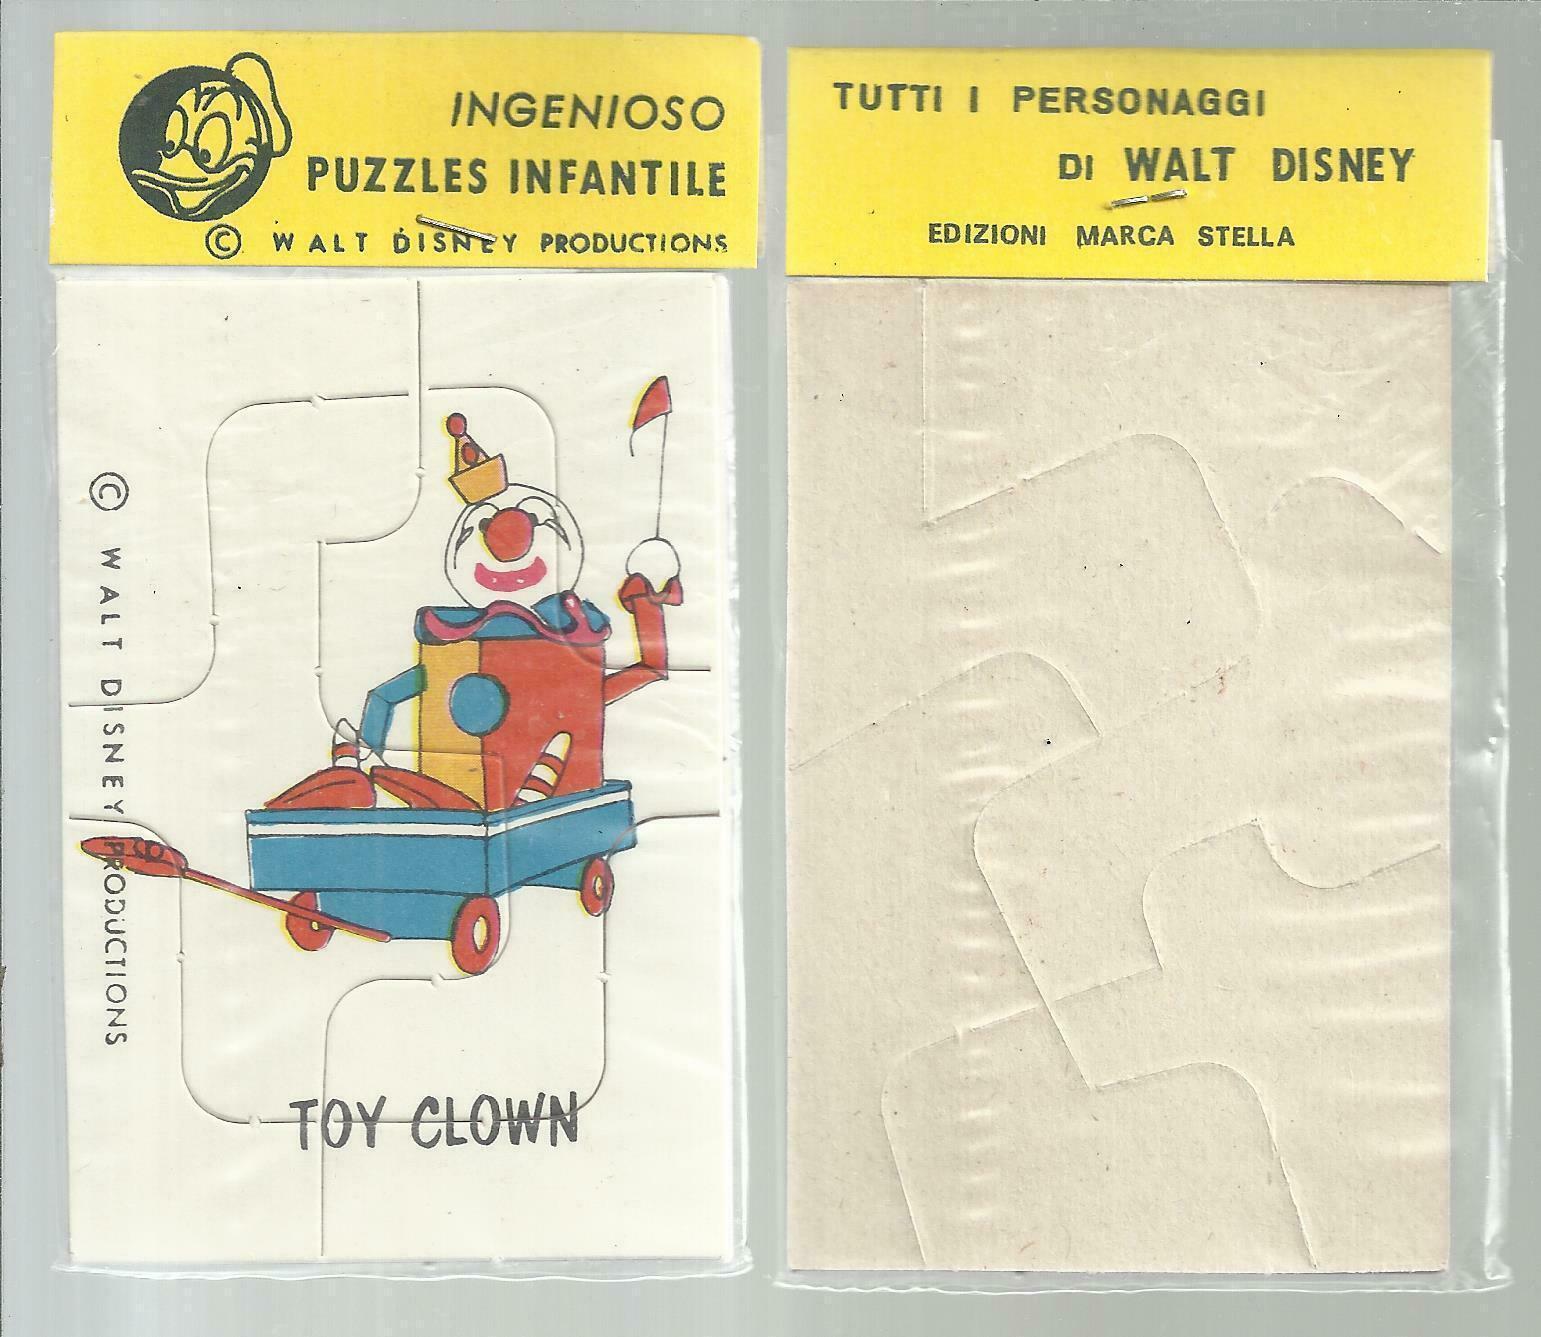 INGENIOSO
PUZZLES INFANTILE
© WALT DISNEY PRODUCTIONS
© WALT DISNEY PRODUCTIONS
TOY CLOWN
TUTTI I PERSONAGGI
DI WALT DISNEY
EDIZIONI MARCA STELLA